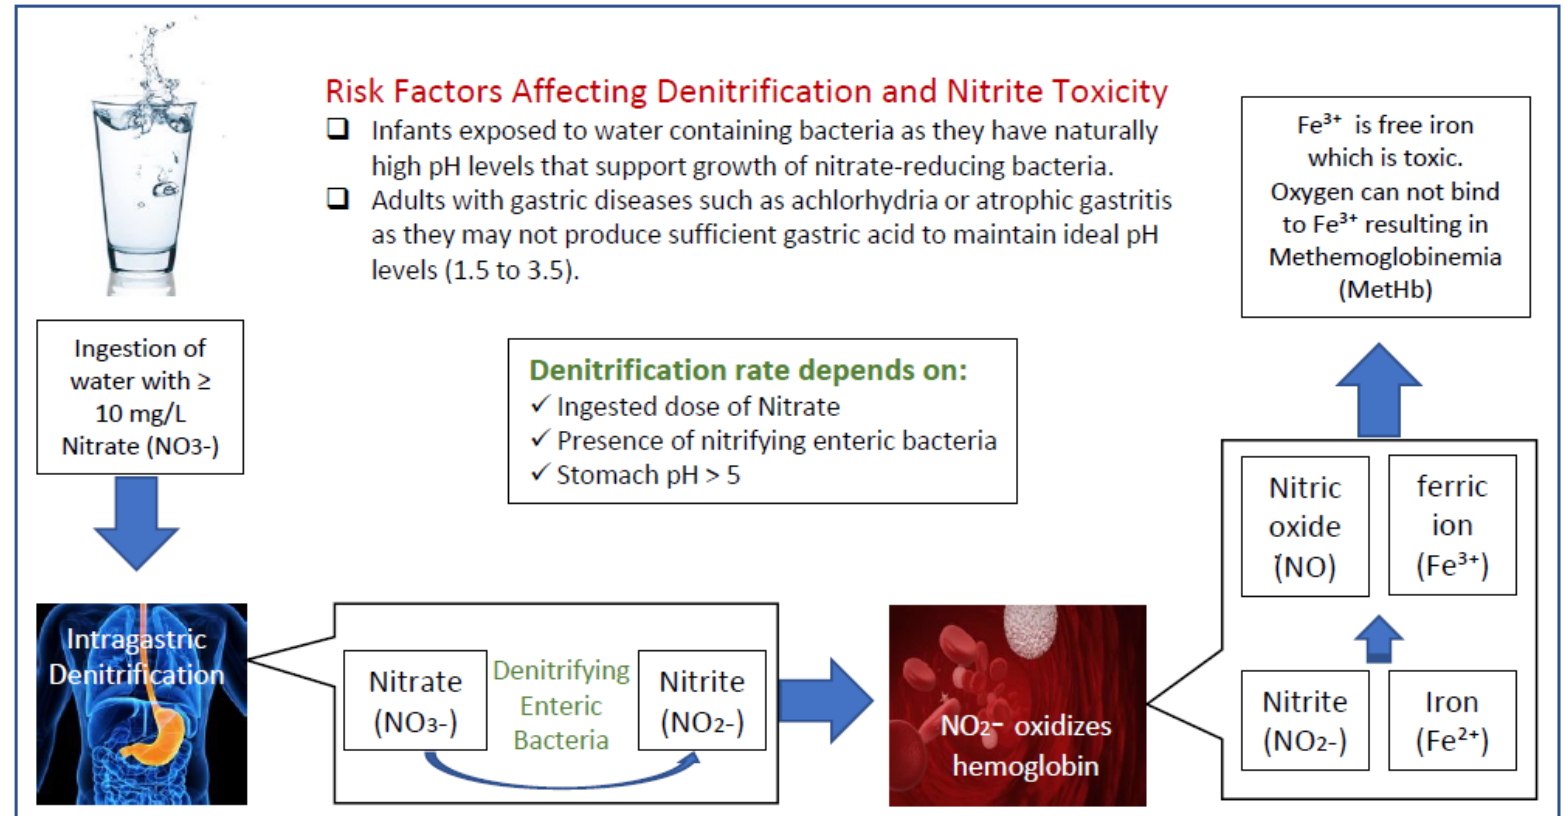 Risk Factors Affecting Denitrification and Nitrite Toxicity
❑ Infants exposed to water containing bacteria as they have naturally
high pH levels that support growth of nitrate-reducing bacteria.
❑ Adults with gastric diseases such as achlorhydria or atrophic gastritis
as they may not produce sufficient gastric acid to maintain ideal pH
levels (1.5 to 3.5).
Ingestion of
water with ≥
10 mg/L
Nitrate (NO3-)
Denitrification rate depends on:
✓ Ingested dose of Nitrate
✓ Presence of nitrifying enteric bacteria
✓ Stomach pH > 5
Intragastric
Denitrification
Nitrate
(NO3-)
Denitrifying
Enteric
Bacteria
Nitrite
(NO2-)
NO2− oxidizes
hemoglobin
Nitrite
(NO2-)
Iron
(Fe²⁺)
Nitric
oxide
(˙NO)
ferric
ion
(Fe³⁺)
Fe³⁺ is free iron
which is toxic.
Oxygen can not bind
to Fe³⁺ resulting in
Methemoglobinemia
(MetHb)